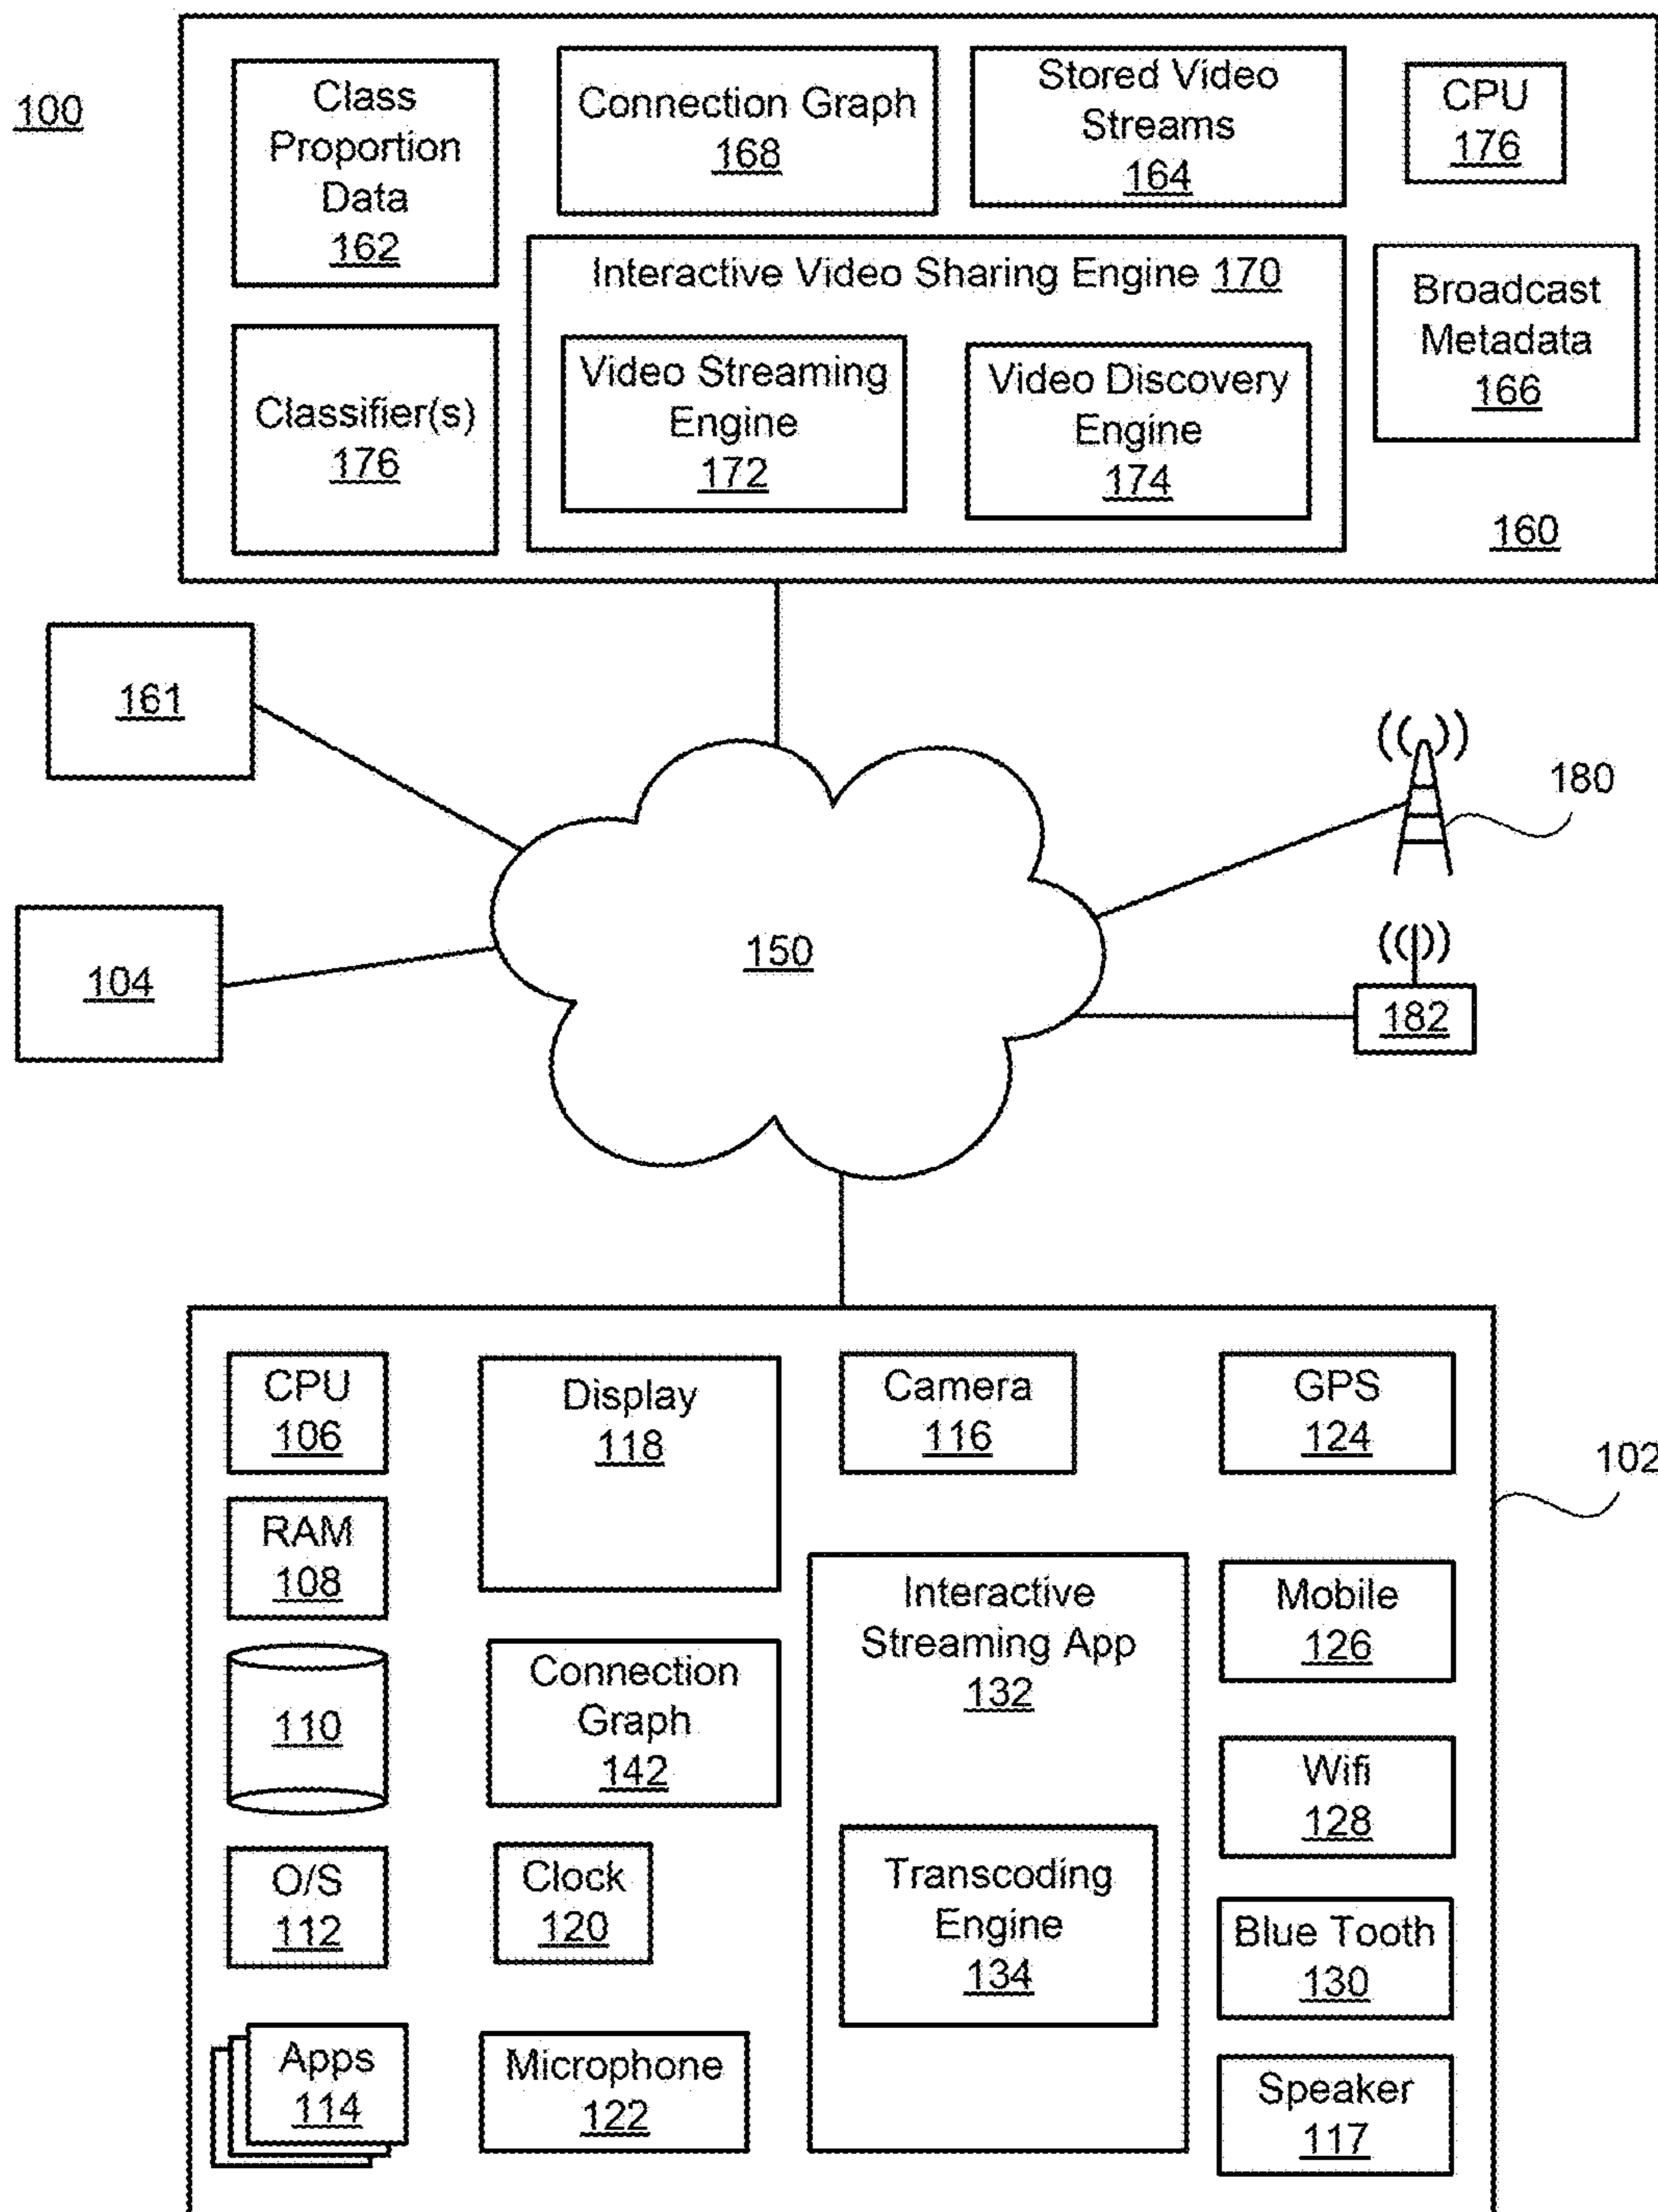 100
Class
Proportion
Data
162
Connection Graph
168
Stored Video
Streams
164
CPU
176
Classifier(s)
176
Interactive Video Sharing Engine 170
Video Streaming
Engine
172
Video Discovery
Engine
174
Broadcast
Metadata
166
160
161
104
150
180
182
CPU
106
Display
118
Camera
116
GPS
124
102
RAM
108
Interactive
Streaming App
132
Mobile
126
110
Connection
Graph
142
Wifi
128
O/S
112
Clock
120
Transcoding
Engine
134
Blue Tooth
130
Apps
114
Microphone
122
Speaker
117